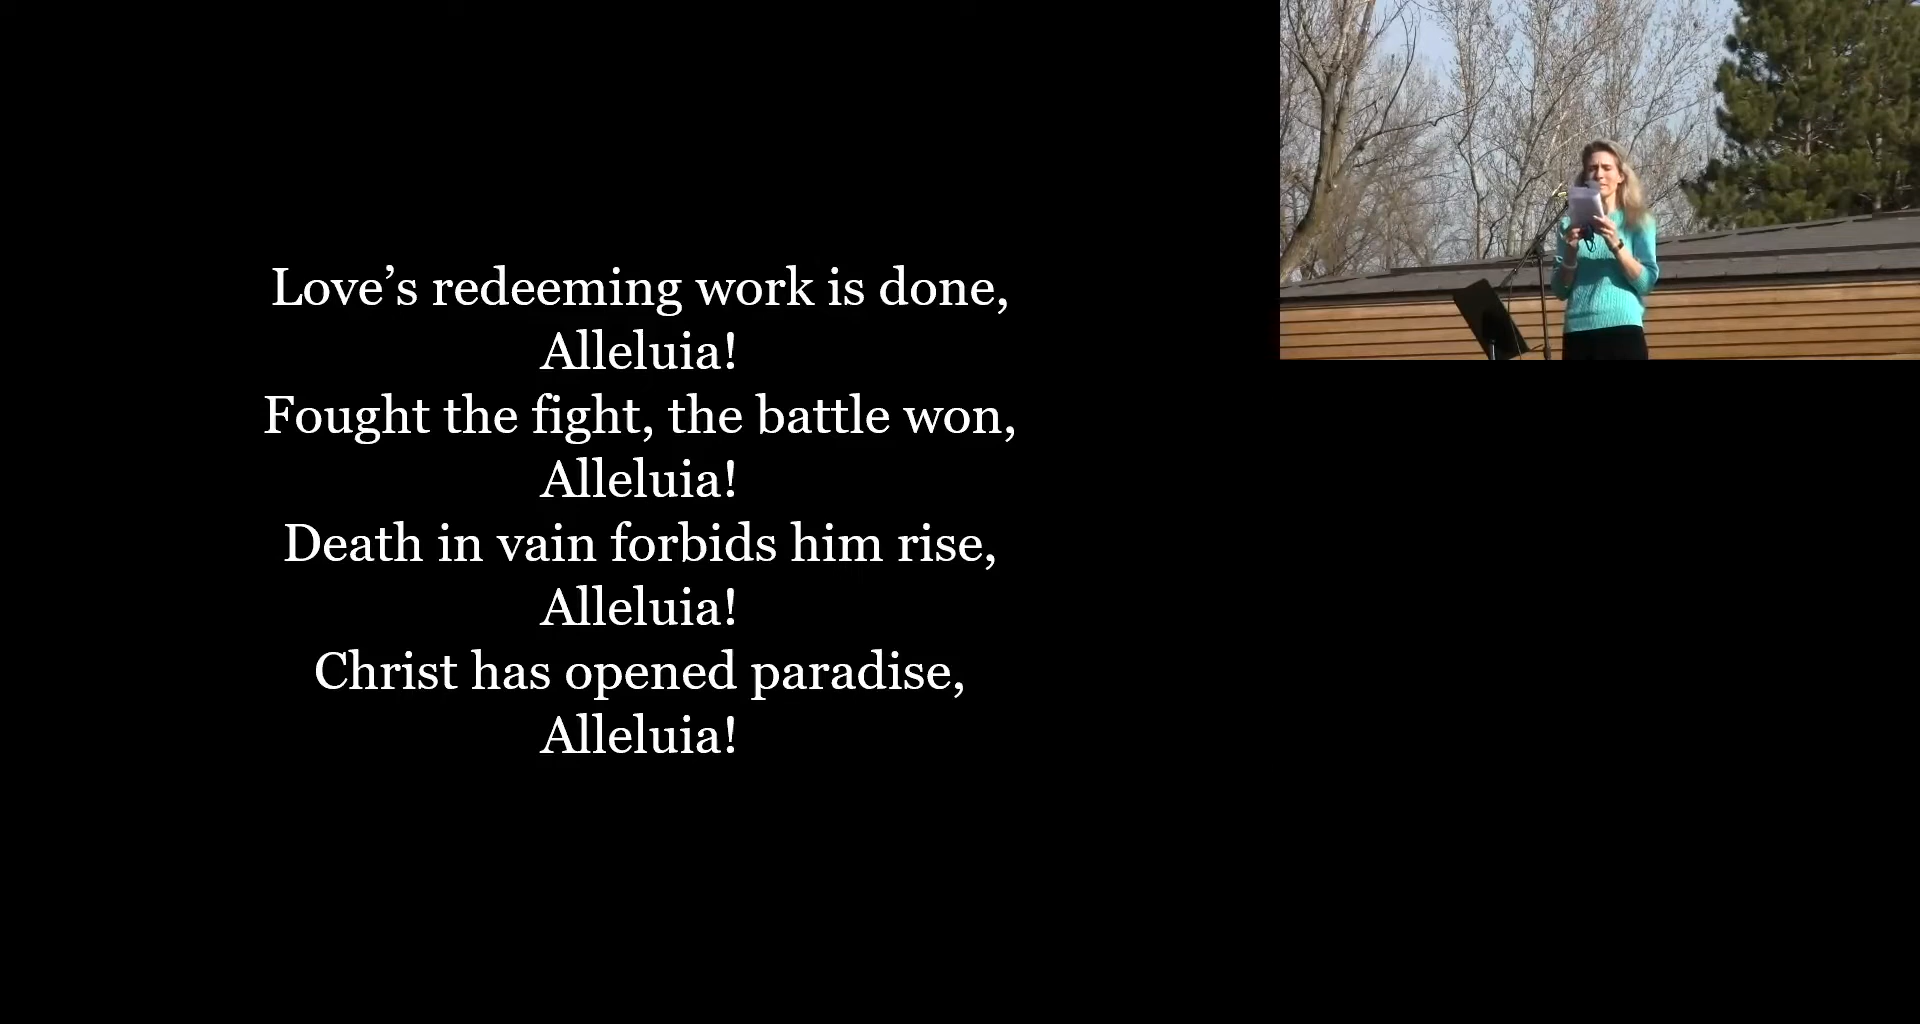 Love’s redeeming work is done,
Alleluia!
Fought the fight, the battle won,
Alleluia!
Death in vain forbids him rise,
Alleluia!
Christ has opened paradise,
Alleluia!